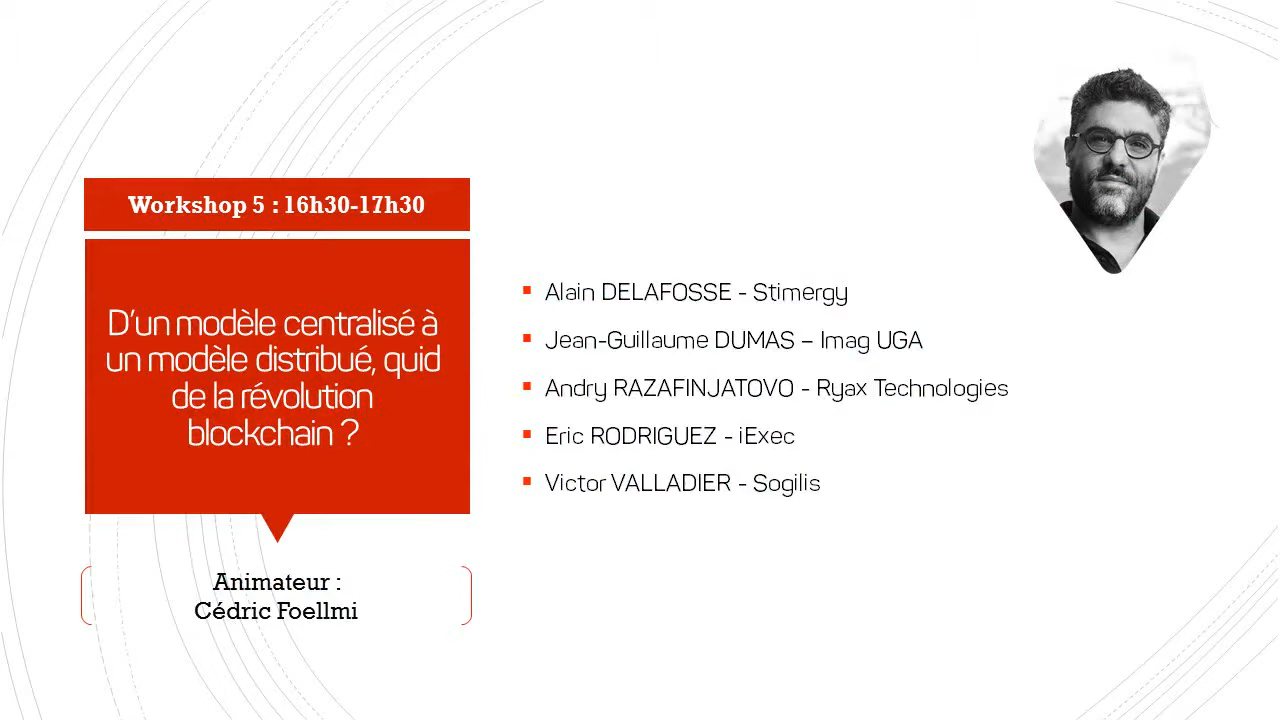 Workshop 5 : 16h30-17h30
D’un modèle centralisé à
un modèle distribué, quid
de la révolution
blockchain ?
Animateur :
Cédric Foellmi
Alain DELAFOSSE - Stimergy
Jean-Guillaume DUMAS – Imag UGA
Andry RAZAFINJATOVO - Ryax Technologies
Eric RODRIGUEZ - iExec
Victor VALLADIER - Sogilis